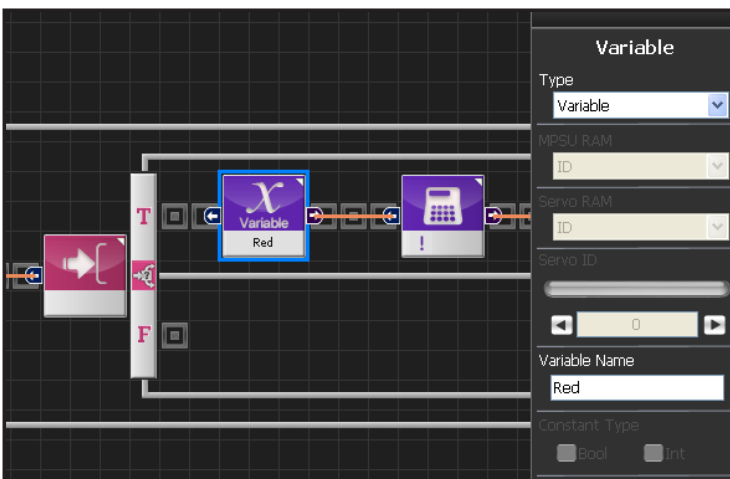 T
F
X
Variable
Red
!
?
Variable
Type
Variable
MPSU RAM
ID
Servo RAM
ID
Servo ID
0
Variable Name
Red
Constant Type
Bool Int